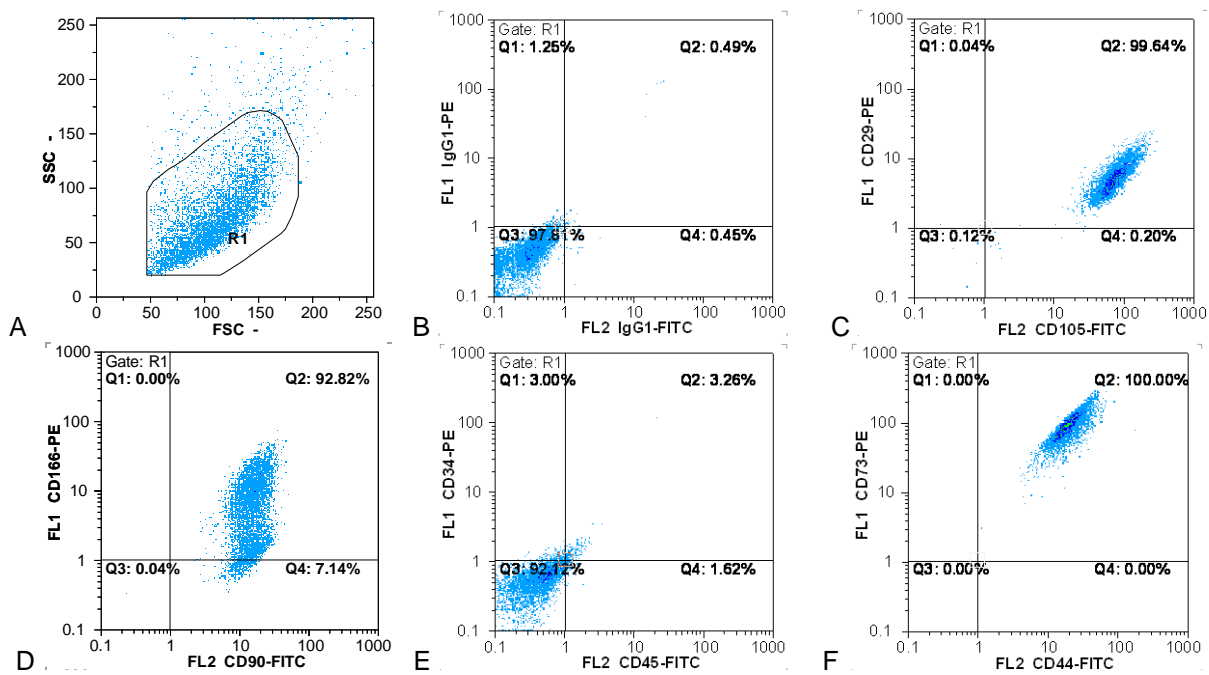 250
200
150
100
50
0
SSC -
R1
0 50 100 150 200 250
FSC -
A
1000
100
10
1
0.1
FL1 IgG1-PE
Gate: R1
Q1: 1.25% Q2: 0.49%
Q3: 97.81% Q4: 0.45%
0.1 1 10 100 1000
FL2 IgG1-FITC
B
1000
100
10
1
0.1
FL1 CD29-PE
Gate: R1
Q1: 0.04% Q2: 99.64%
Q3: 0.12% Q4: 0.20%
0.1 1 10 100 1000
FL2 CD105-FITC
C
1000
100
10
1
0.1
FL1 CD166-PE
Gate: R1
Q1: 0.00% Q2: 92.82%
Q3: 0.04% Q4: 7.14%
0.1 1 10 100 1000
FL2 CD90-FITC
D
1000
100
10
1
0.1
FL1 CD34-PE
Gate: R1
Q1: 3.00% Q2: 3.26%
Q3: 92.12% Q4: 1.62%
0.1 1 10 100 1000
FL2 CD45-FITC
E
1000
100
10
1
0.1
FL1 CD73-PE
Gate: R1
Q1: 0.00% Q2: 100.00%
Q3: 0.00% Q4: 0.00%
0.1 1 10 100 1000
FL2 CD44-FITC
F